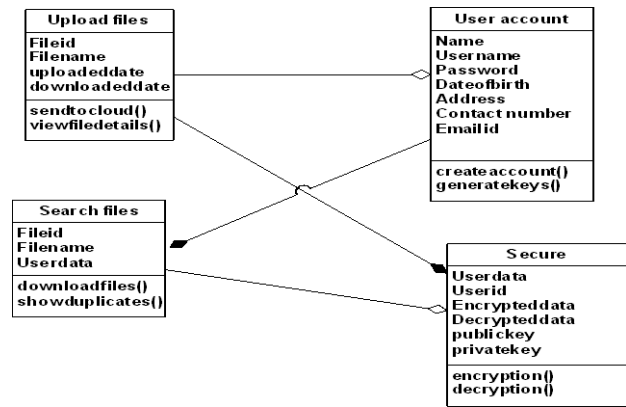 Upload files
Fileid
Filename
uploadeddate
downloadeddate
sendtocloud()
viewfiledetails()
User account
Name
Username
Password
Dateofbirth
Address
Contact number
Emailid
createaccount()
generatekeys()
Search files
Fileid
Filename
Userdata
downloadfiles()
showduplicates()
Secure
Userdata
Userid
Encrypteddata
Decrypteddata
publickey
privatekey
encryption()
decryption()